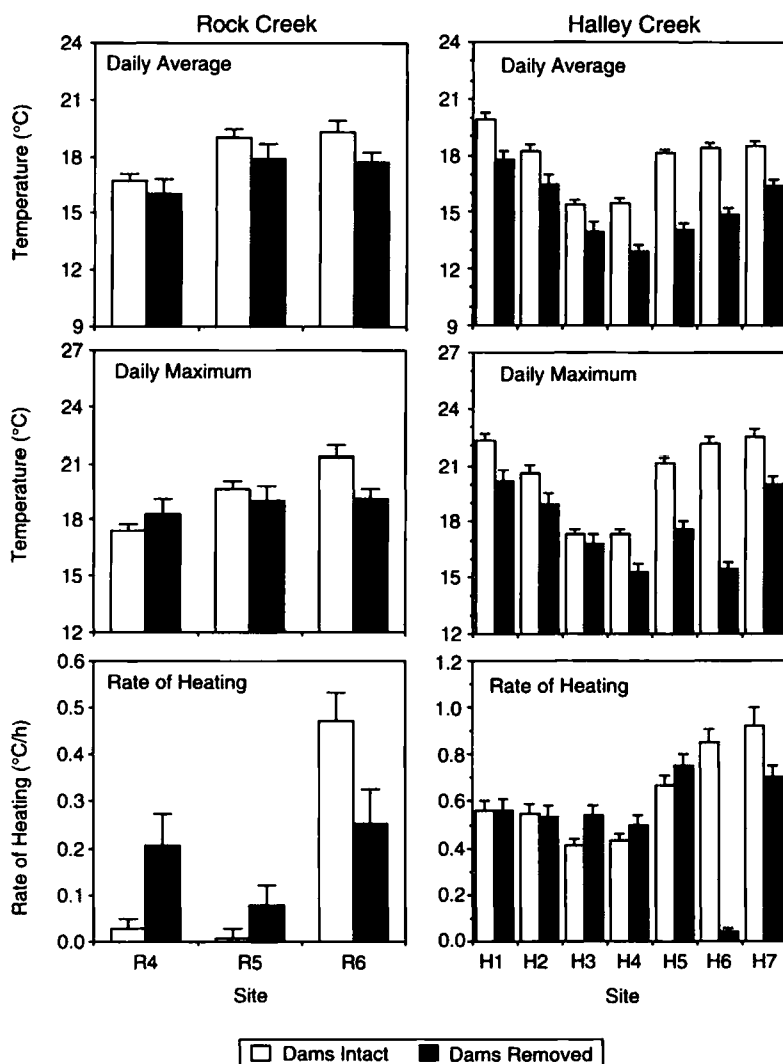 Rock Creek
Halley Creek
Daily Average
Daily Average
Temperature (°C)
24
21
18
15
12
9
24
21
18
15
12
9
Daily Maximum
Daily Maximum
Temperature (°C)
27
24
21
18
15
12
27
24
21
18
15
12
Rate of Heating
Rate of Heating
Rate of Heating (°C/h)
0.6
0.5
0.4
0.3
0.2
0.1
0.0
1.2
1.0
0.8
0.6
0.4
0.2
0.0
R4 R5 R6
H1 H2 H3 H4 H5 H6 H7
Site
Site
Dams Intact Dams Removed